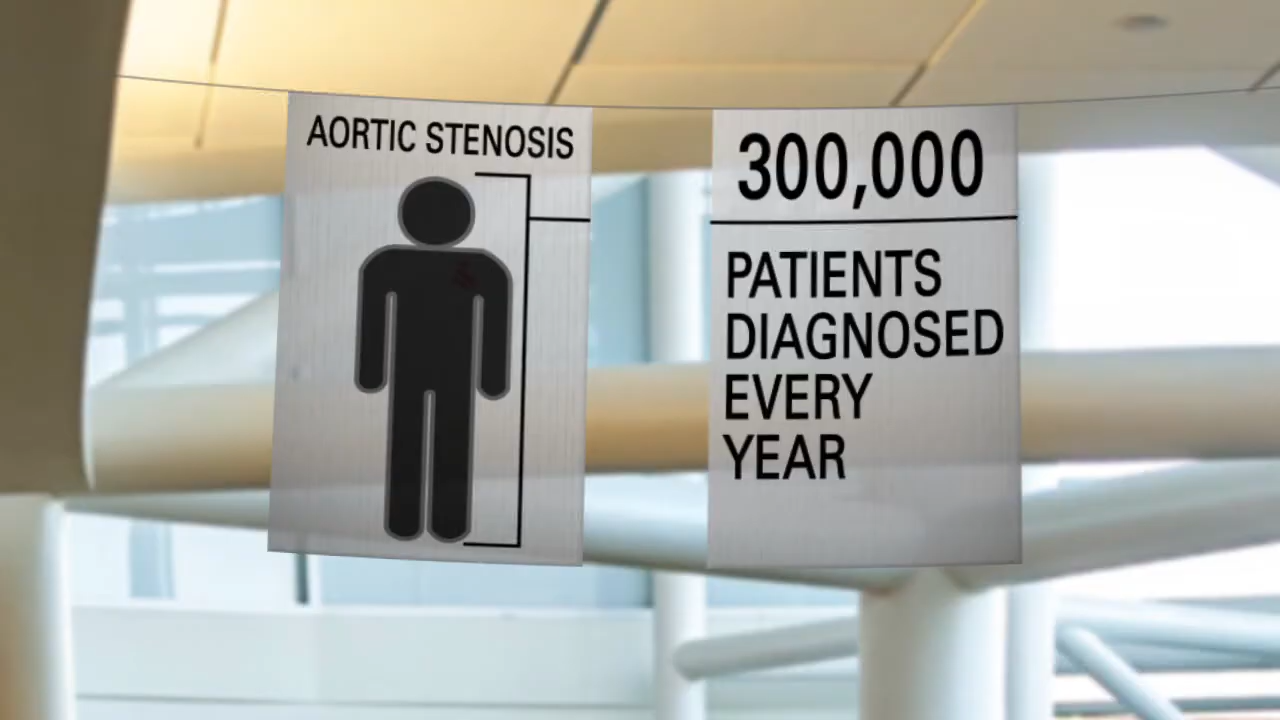 AORTIC STENOSIS
300,000
PATIENTS
DIAGNOSED
EVERY
YEAR